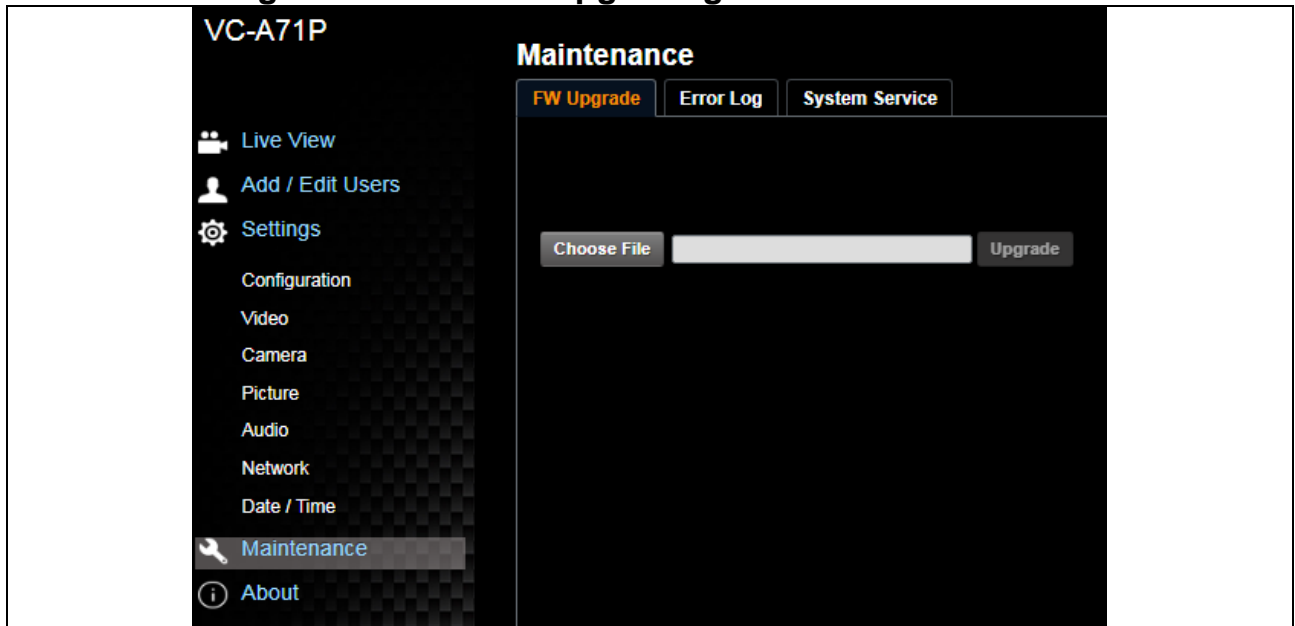 VC-A71P
Maintenance
FW Upgrade Error Log System Service
Live View
Add / Edit Users
Settings
Choose File Upgrade
Configuration
Video
Camera
Picture
Audio
Network
Date / Time
Maintenance
About